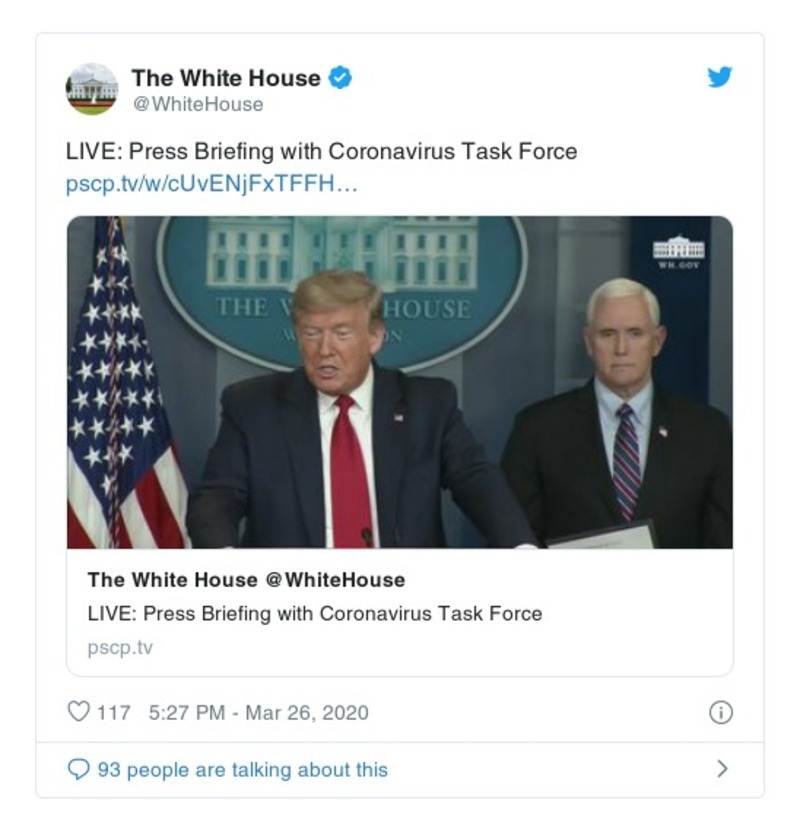 The White House
@WhiteHouse
LIVE: Press Briefing with Coronavirus Task Force
pscp.tv/w/cUvENjFxTFFH…
WH.GOV
THE W HOUSE
W ON
The White House @WhiteHouse
LIVE: Press Briefing with Coronavirus Task Force
pscp.tv
117 5:27 PM - Mar 26, 2020
93 people are talking about this